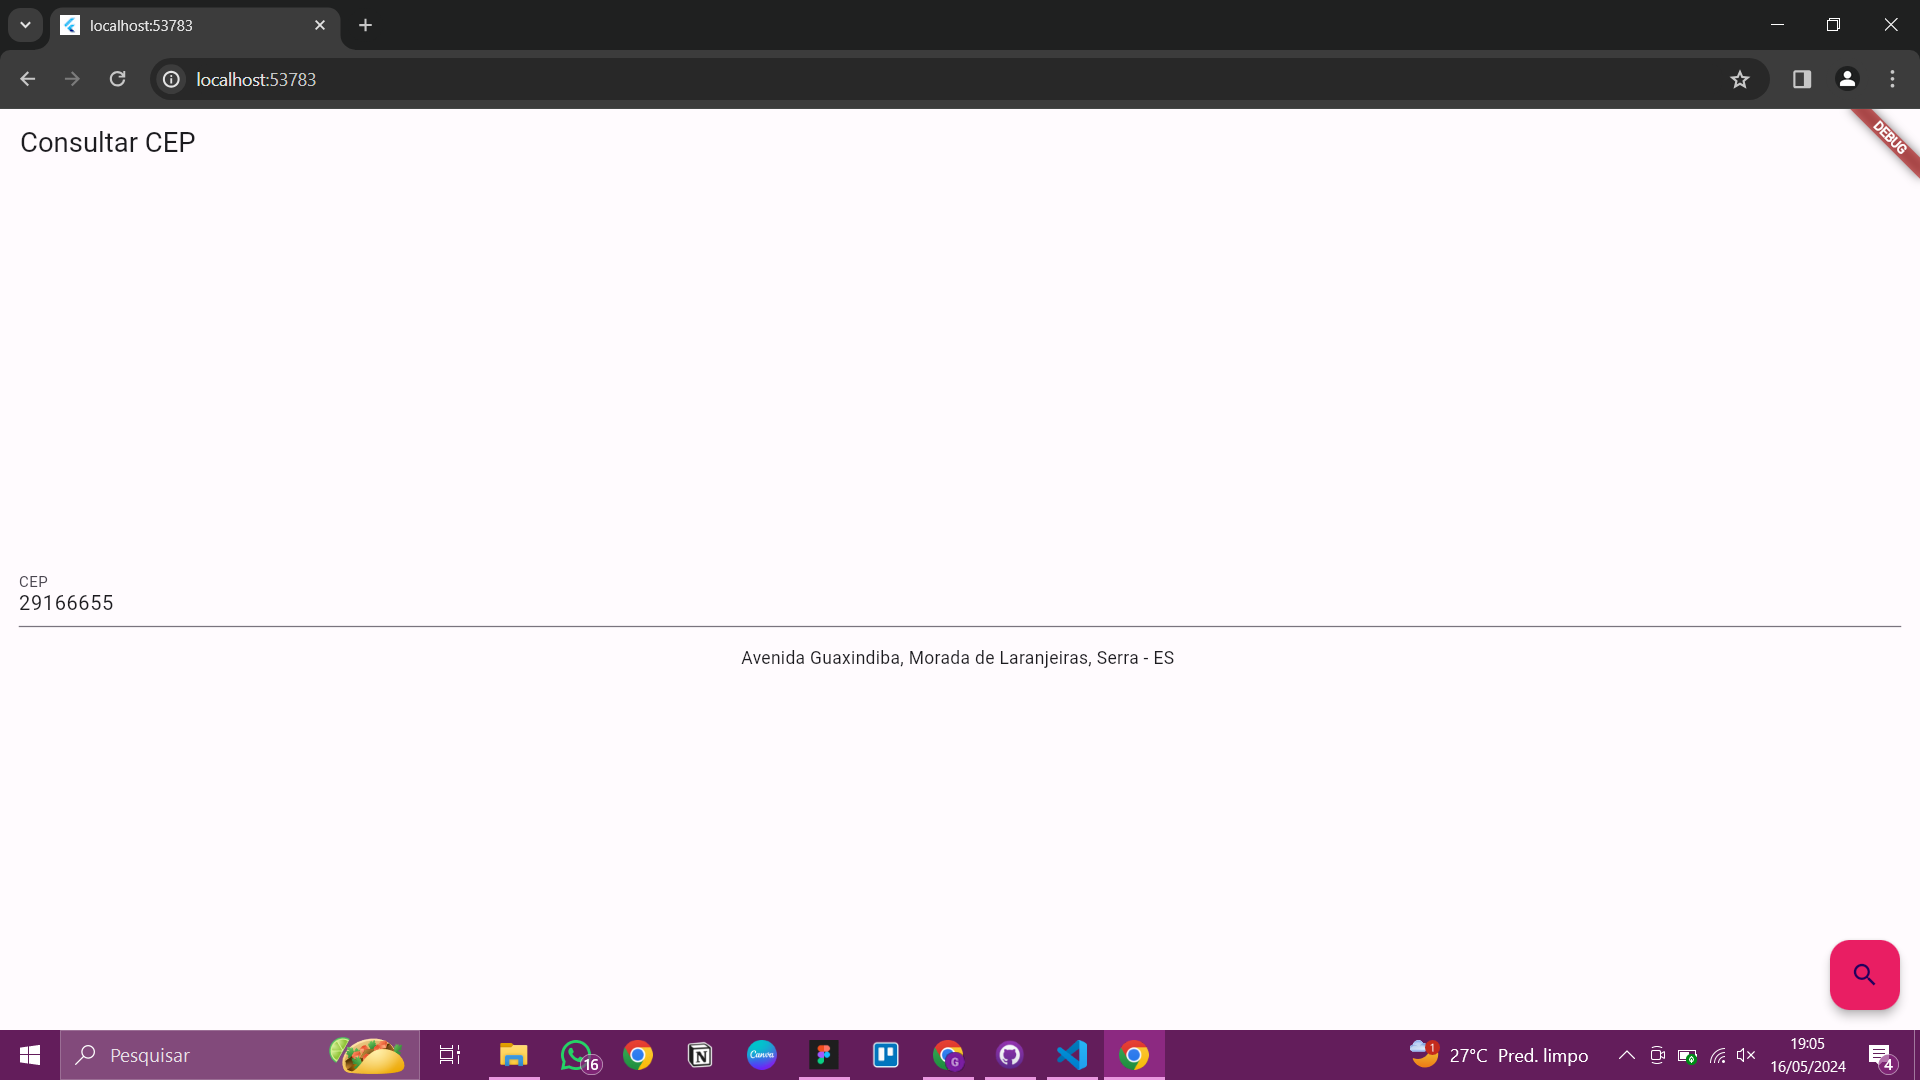 localhost:53783
localhost:53783
Consultar CEP
DEBUG
CEP
29166655
Avenida Guaxindiba, Morada de Laranjeiras, Serra - ES
Pesquisar
16
Canva
G
1
27°C Pred. limpo
19:05
16/05/2024
4